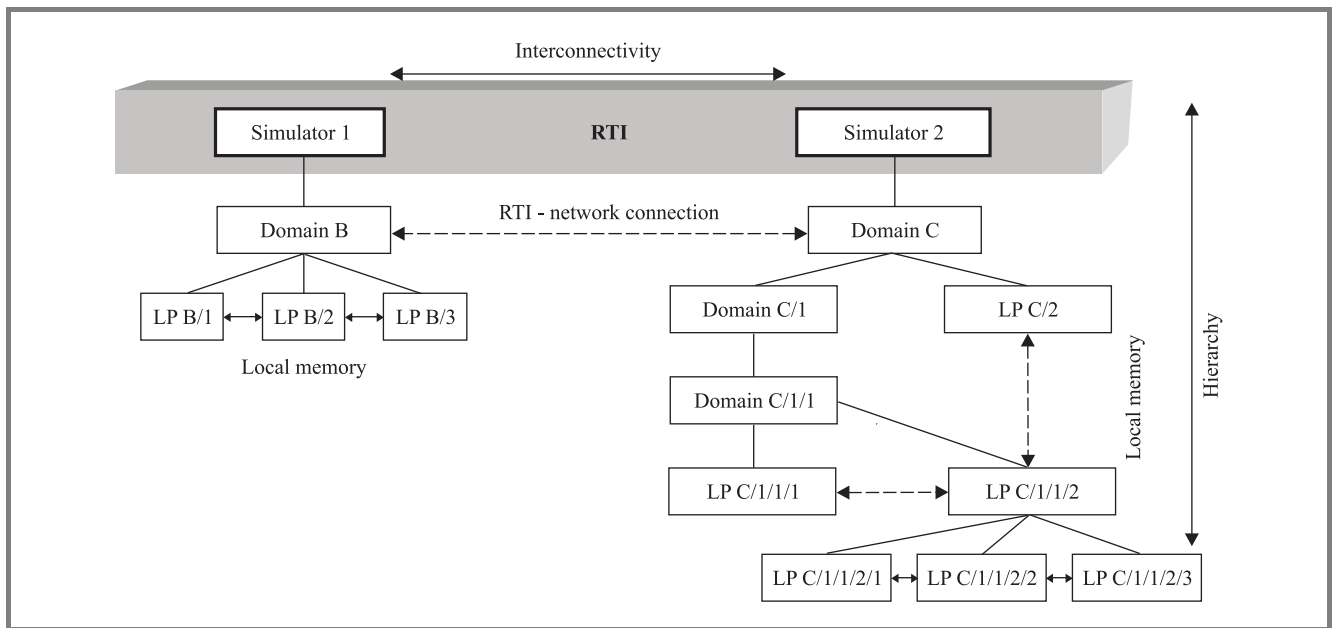 Interconnectivity
Simulator 1
RTI
Simulator 2
Domain B
RTI - network connection
Domain C
LP B/1
LP B/2
LP B/3
Local memory
Domain C/1
LP C/2
Domain C/1/1
LP C/1/1/1
LP C/1/1/2
LP C/1/1/2/1
LP C/1/1/2/2
LP C/1/1/2/3
Local memory
Hierarchy